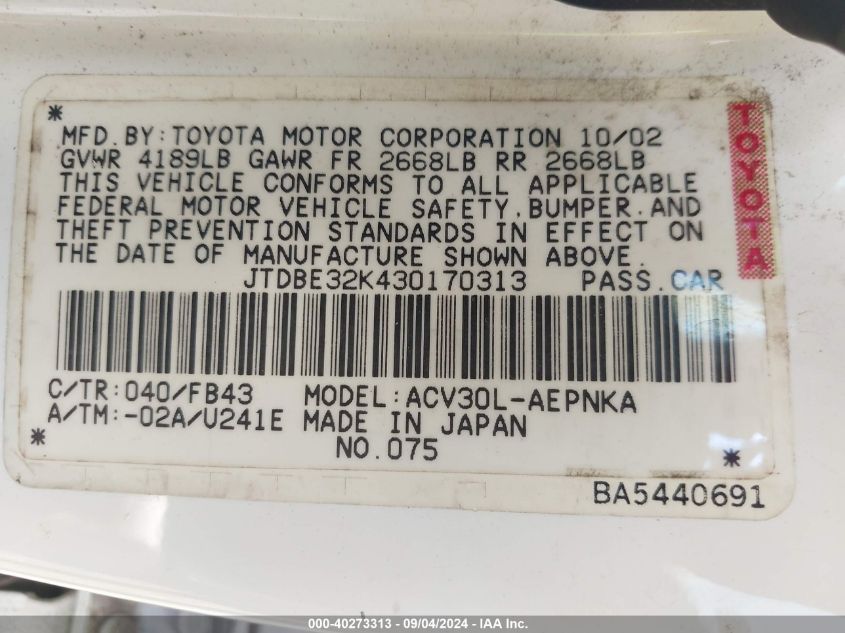 *
MFD.BY:TOYOTA MOTOR CORPORATION 10/02
GVWR 4189LB GAWR FR 2668LB RR 2668LB
THIS VEHICLE CONFORMS TO ALL APPLICABLE
FEDERAL MOTOR VEHICLE SAFETY,BUMPER,AND
THEFT PREVENTION STANDARDS IN EFFECT ON
THE DATE OF MANUFACTURE SHOWN ABOVE.
TOYOTA
JTDBE32K430170313 PASS.CAR
C/TR:040/FB43 MODEL:ACV30L-AEPNKA
A/TM:-02A/U241E MADE IN JAPAN
* NO.075 *
BA5440691
000-40273313 - 09/04/2024 - IAA Inc.